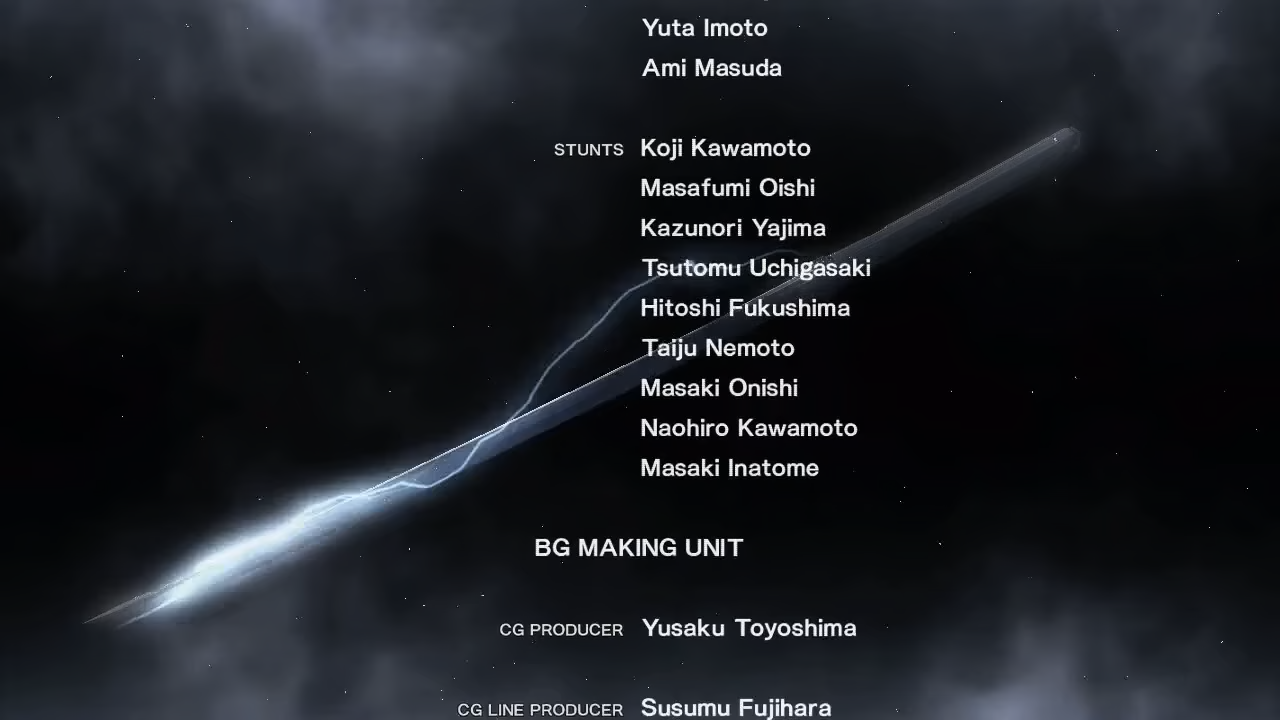 Yuta Imoto
Ami Masuda
STUNTS Koji Kawamoto
Masafumi Oishi
Kazunori Yajima
Tsutomu Uchigasaki
Hitoshi Fukushima
Taiju Nemoto
Masaki Onishi
Naohiro Kawamoto
Masaki Inatome
BG MAKING UNIT
CG PRODUCER Yusaku Toyoshima
CG LINE PRODUCER Susumu Fujihara